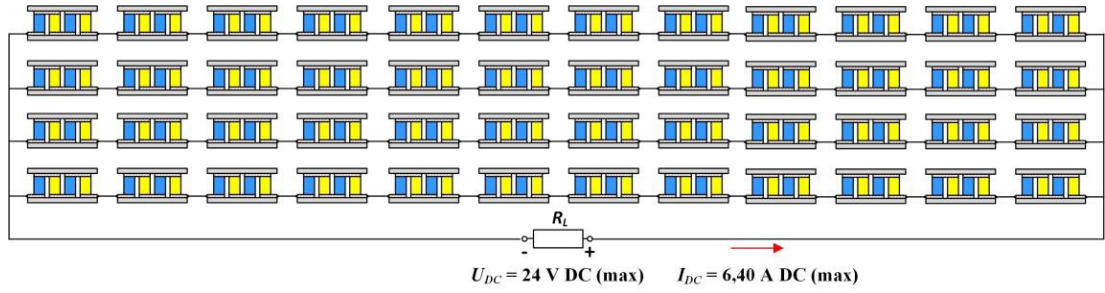 R_L
- +
U_DC = 24 V DC (max) I_DC = 6,40 A DC (max)